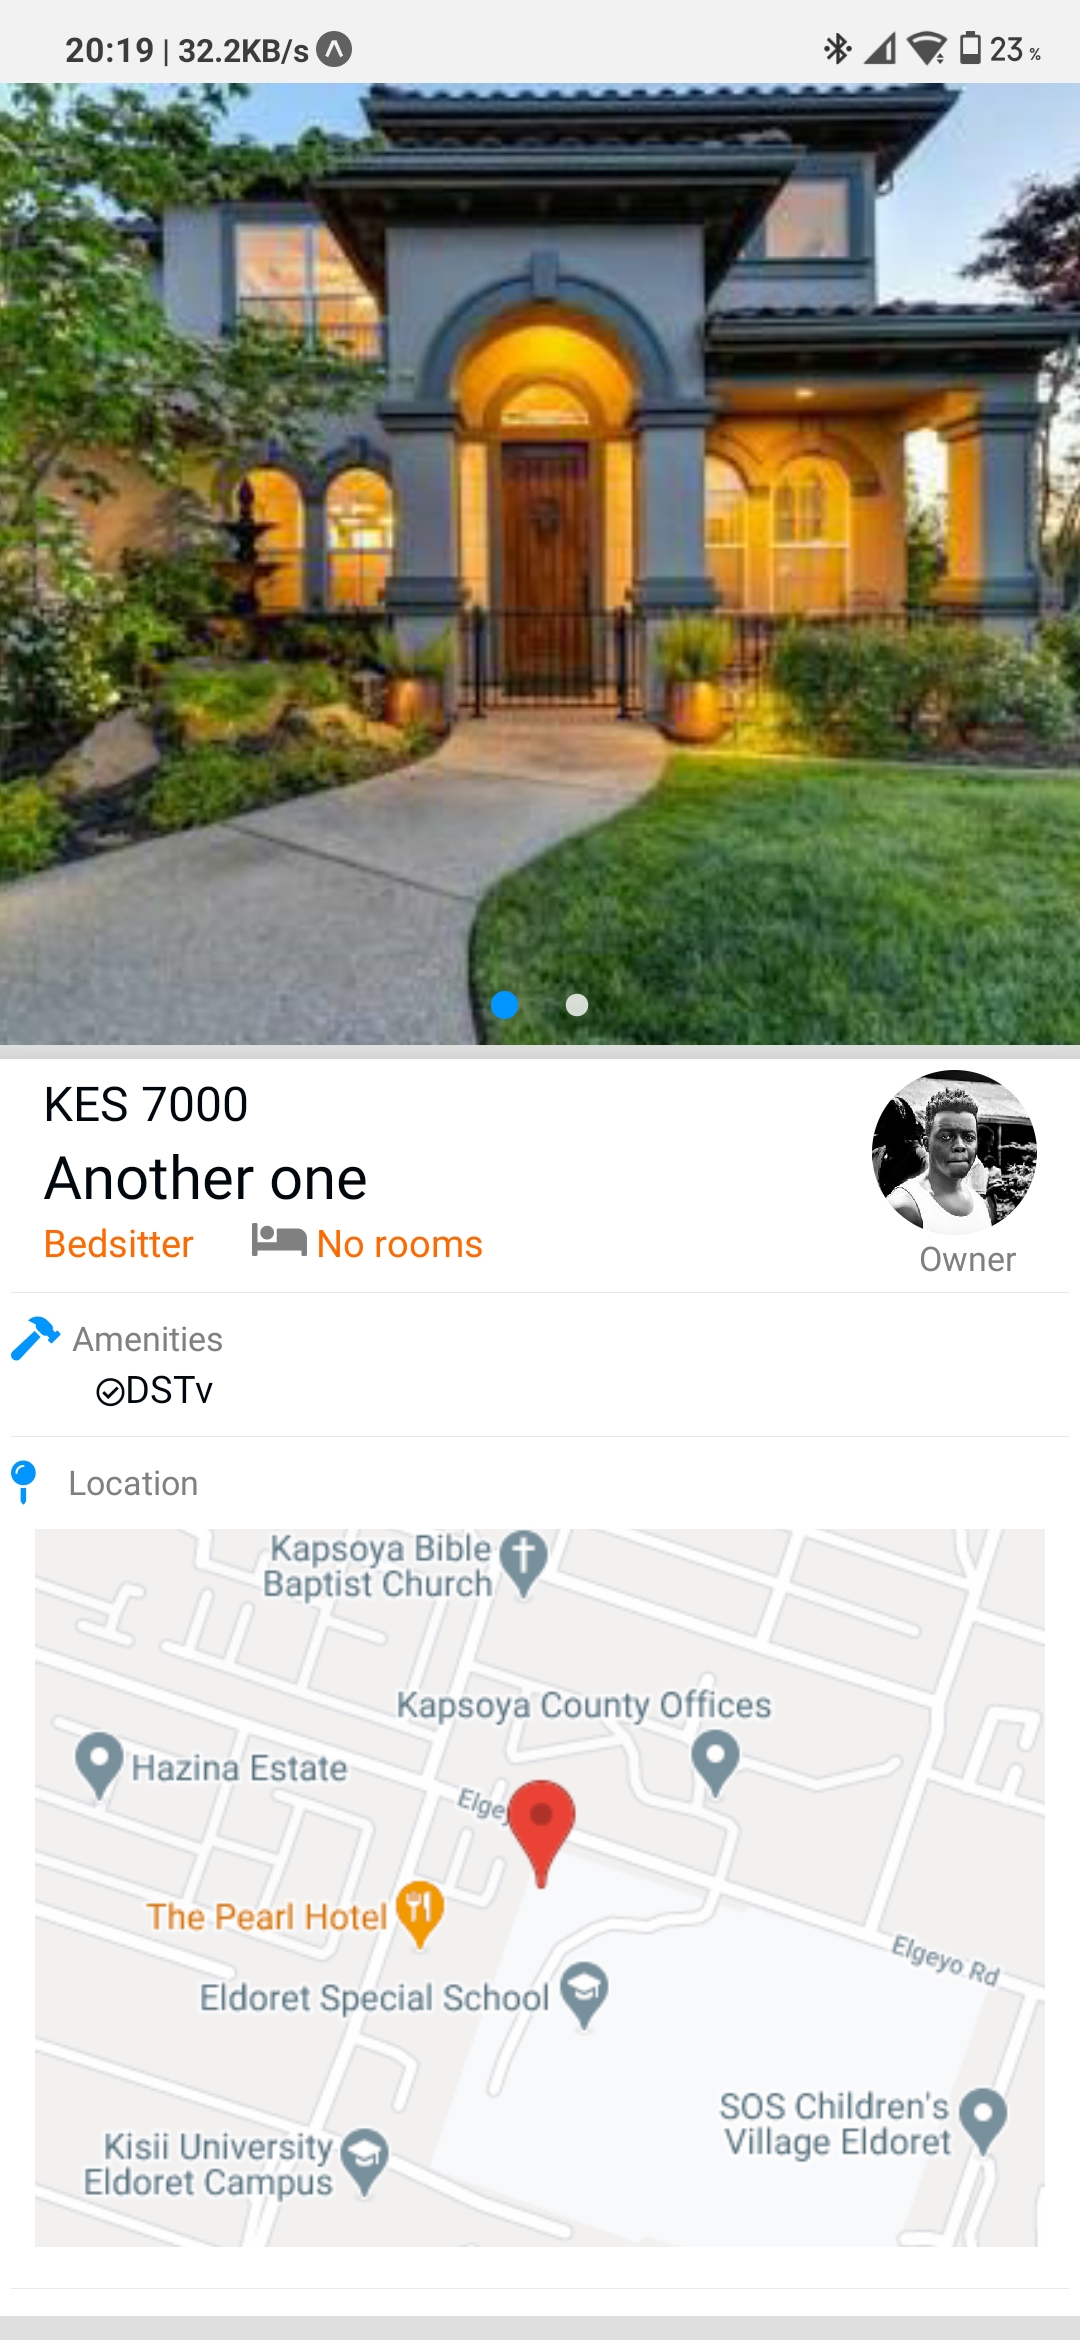 20:19 | 32.2KB/s
23 %
KES 7000
Another one
Bedsitter No rooms
Owner
Amenities
DSTv
Location
Kapsoya Bible
Baptist Church
Kapsoya County Offices
Hazina Estate
Elge
The Pearl Hotel
Elgeyo Rd
Eldoret Special School
SOS Children's
Village Eldoret
Kisii University
Eldoret Campus